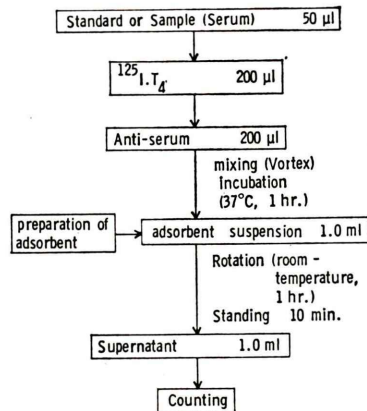 Standard or Sample (Serum) 50 µl
125I.T4 200 µl
Anti-serum 200 µl
mixing (Vortex)
Incubation
(37°C, 1 hr.)
preparation of
adsorbent
adsorbent suspension 1.0 ml
Rotation (room -
temperature,
1 hr.)
Standing 10 min.
Supernatant 1.0 ml
Counting